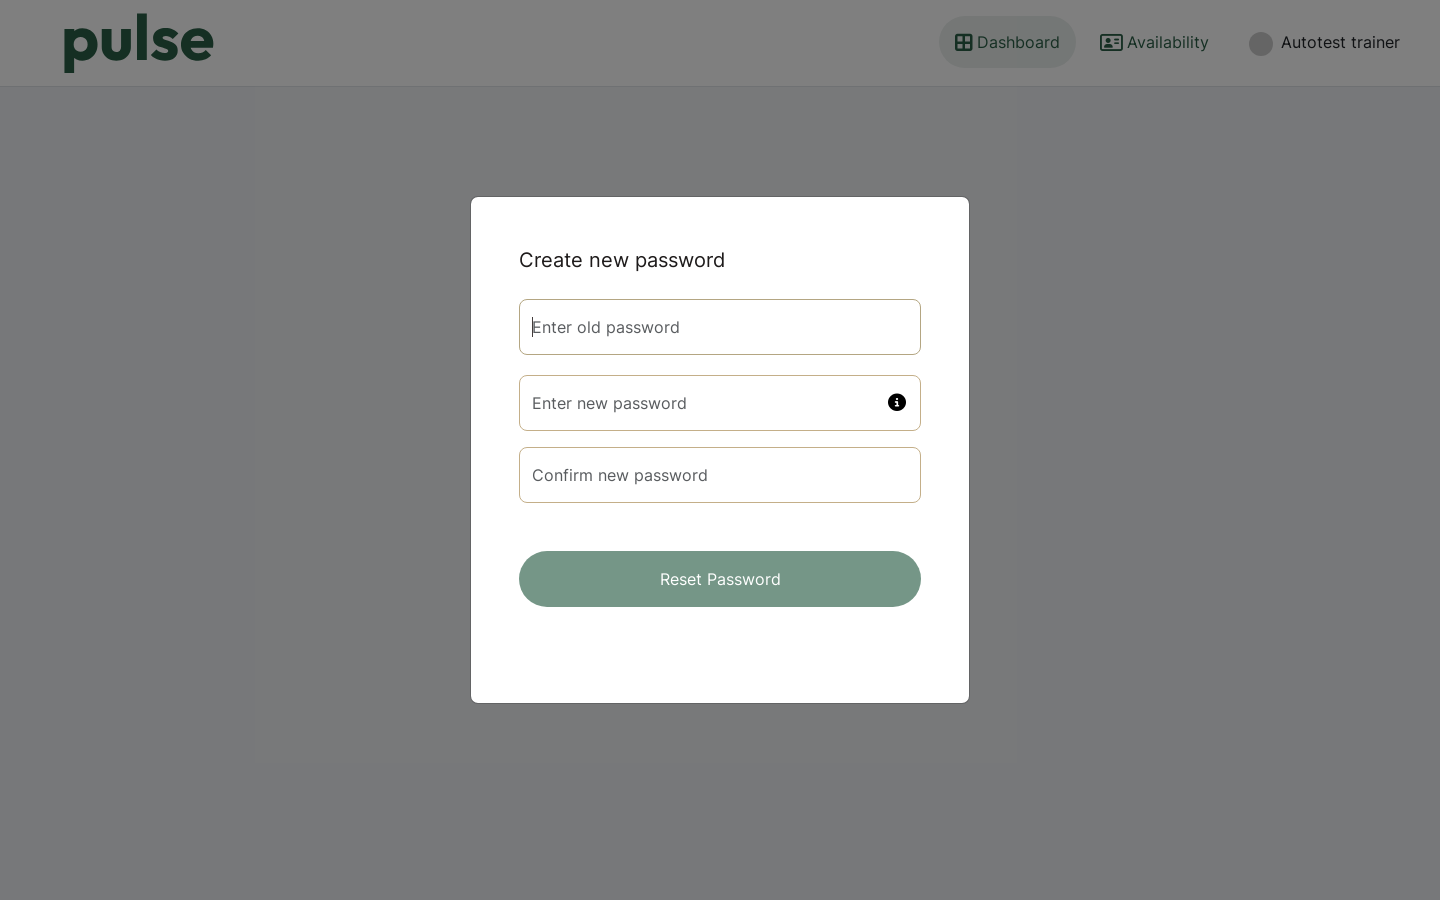 pulse
Dashboard
Availability
Autotest trainer
Create new password
Enter old password
Enter new password
Confirm new password
Reset Password